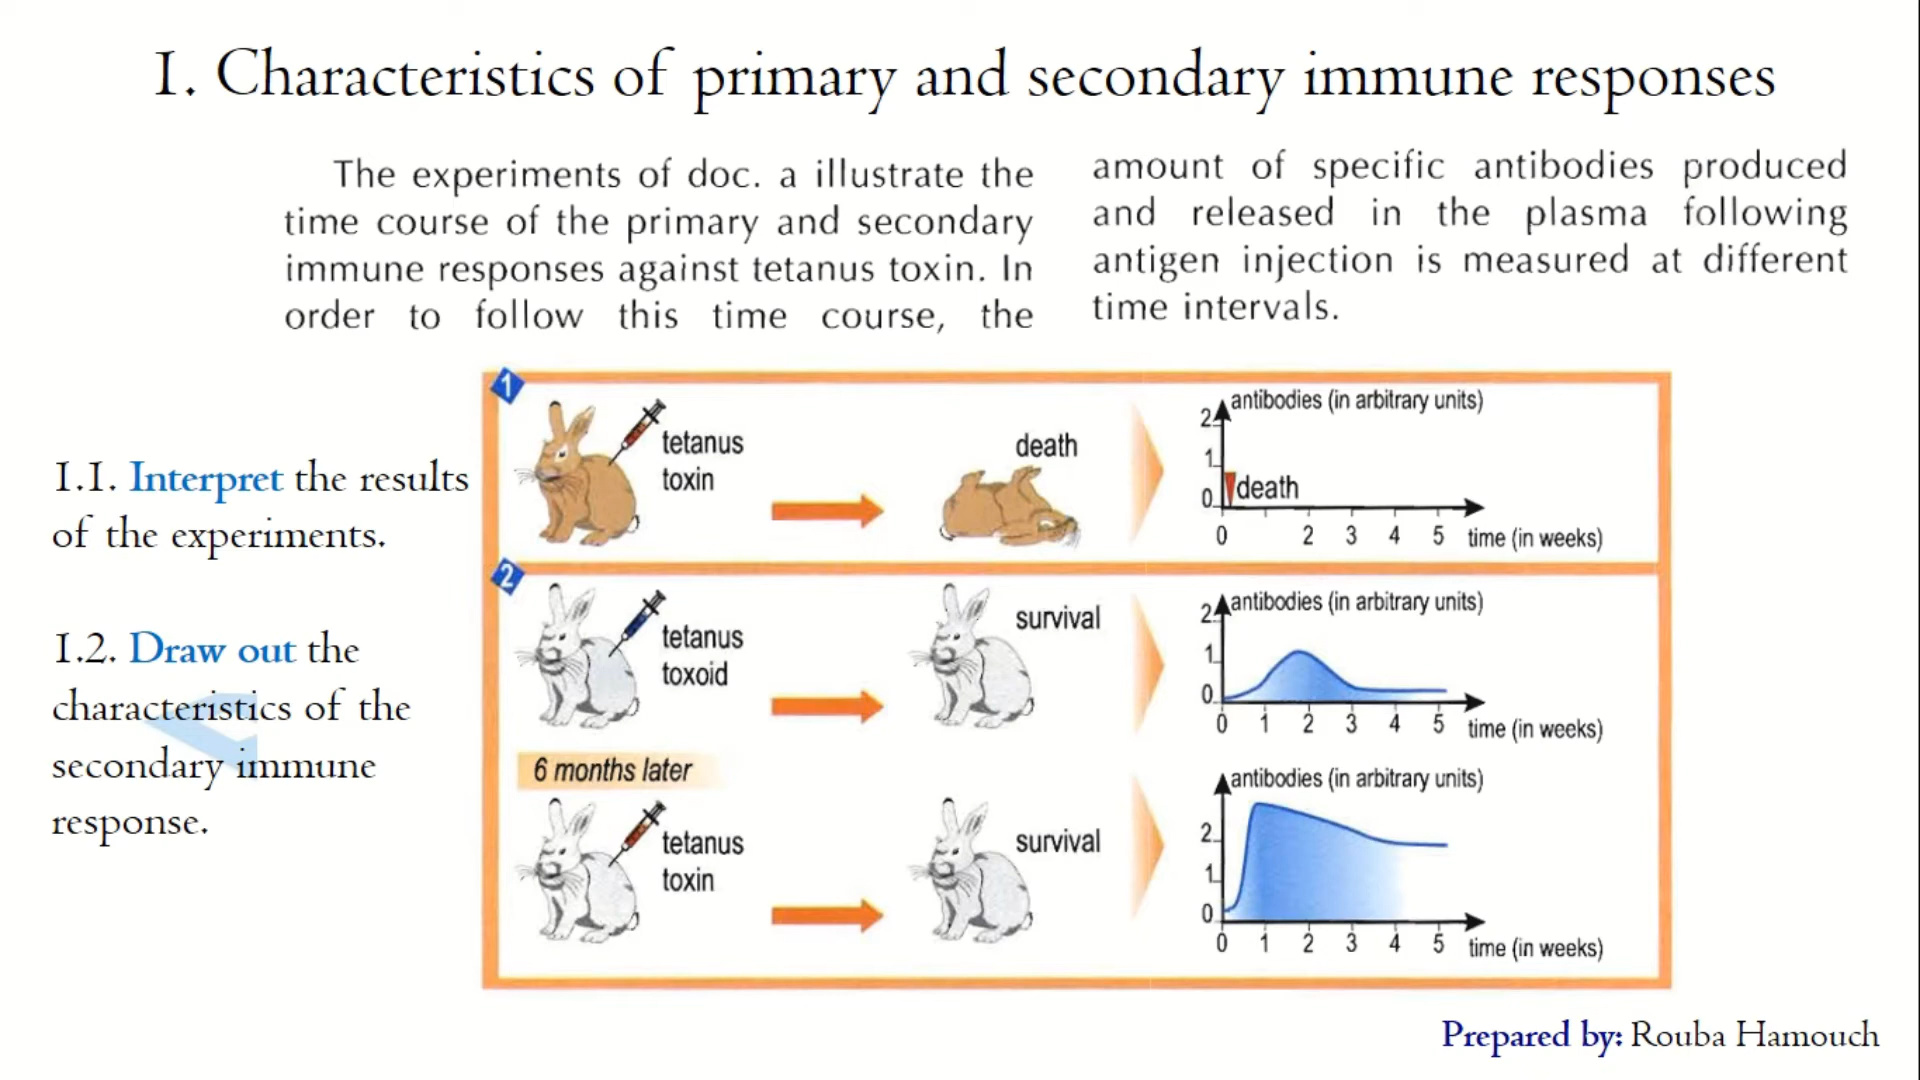 1. Characteristics of primary and secondary immune responses
The experiments of doc. a illustrate the
time course of the primary and secondary
immune responses against tetanus toxin. In
order to follow this time course, the
amount of specific antibodies produced
and released in the plasma following
antigen injection is measured at different
time intervals.
1.1. Interpret the results
of the experiments.
1.2. Draw out the
characteristics of the
secondary immune
response.
1
tetanus
toxin
death
antibodies (in arbitrary units)
2
1
0
death
0 2 3 4 5 time (in weeks)
2
tetanus
toxoid
survival
antibodies (in arbitrary units)
2
1
0
0 1 2 3 4 5 time (in weeks)
6 months later
tetanus
toxin
survival
antibodies (in arbitrary units)
2
1
0
0 1 2 3 4 5 time (in weeks)
Prepared by: Rouba Hamouch